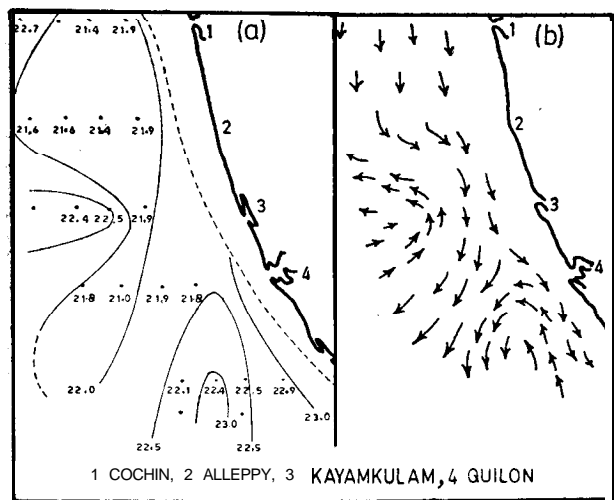 22.7 21.4 21.9 1 (a) 1 (b)
21.6 21.6 21.4 21.9 2 2
22.4 22.5 21.9 3 3
4 4
21.8 21.0 21.9 21.8
22.0 22.1 22.4 22.5 22.9
23.0 23.0
22.5 22.5
1 COCHIN, 2 ALLEPPY, 3 KAYAMKULAM, 4 QUILON